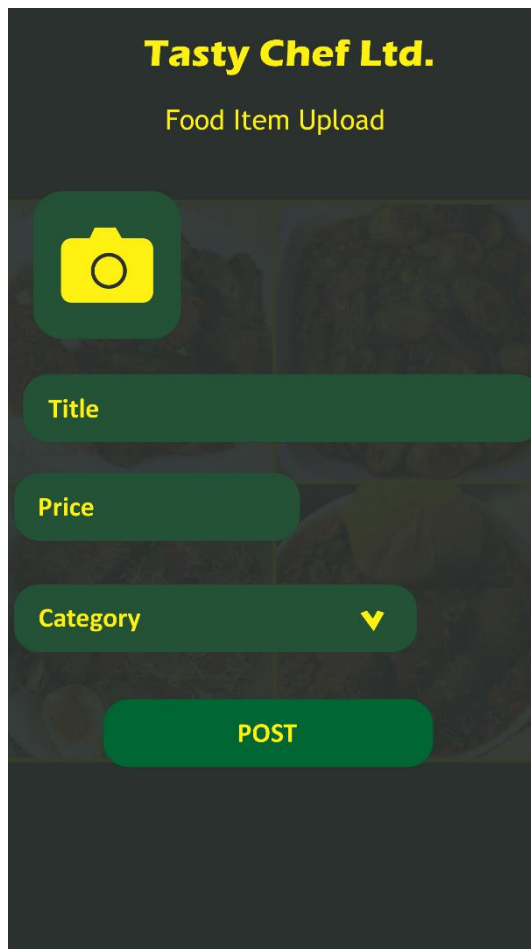 Tasty Chef Ltd.
Food Item Upload
Title
Price
Category
POST